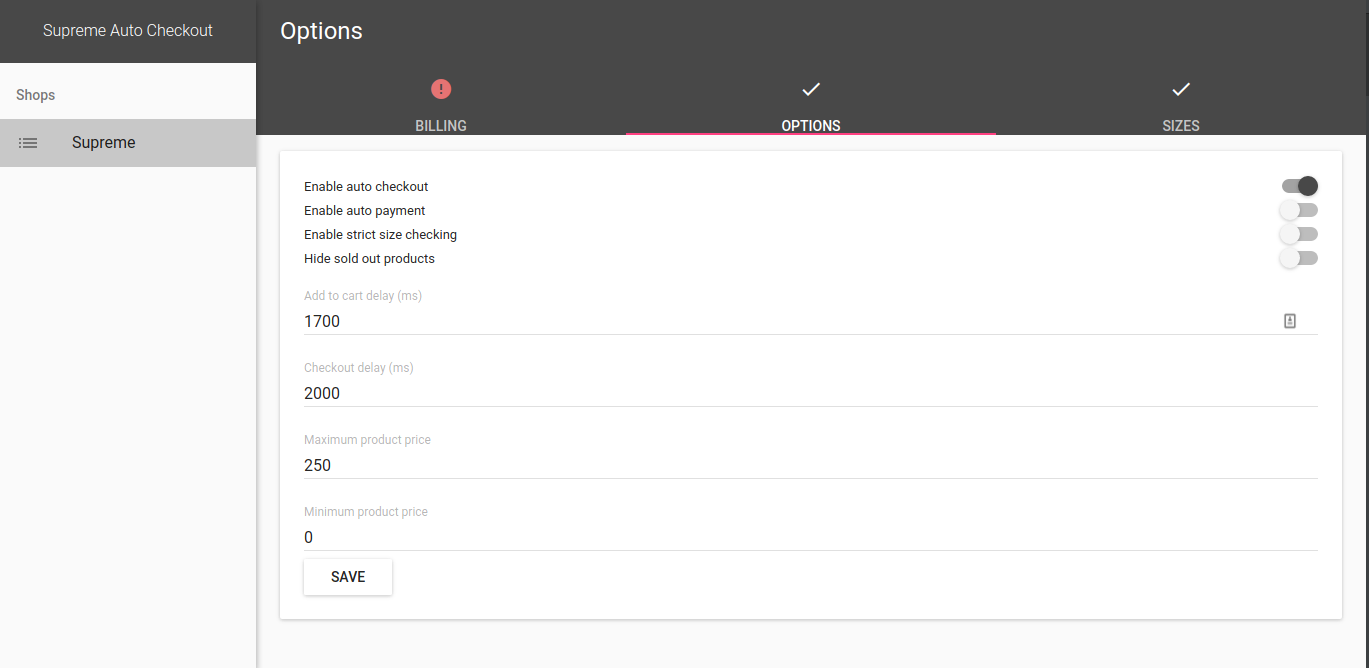 Supreme Auto Checkout
Options
Shops
Supreme
BILLING
OPTIONS
SIZES
Enable auto checkout
Enable auto payment
Enable strict size checking
Hide sold out products
Add to cart delay (ms)
1700
Checkout delay (ms)
2000
Maximum product price
250
Minimum product price
0
SAVE